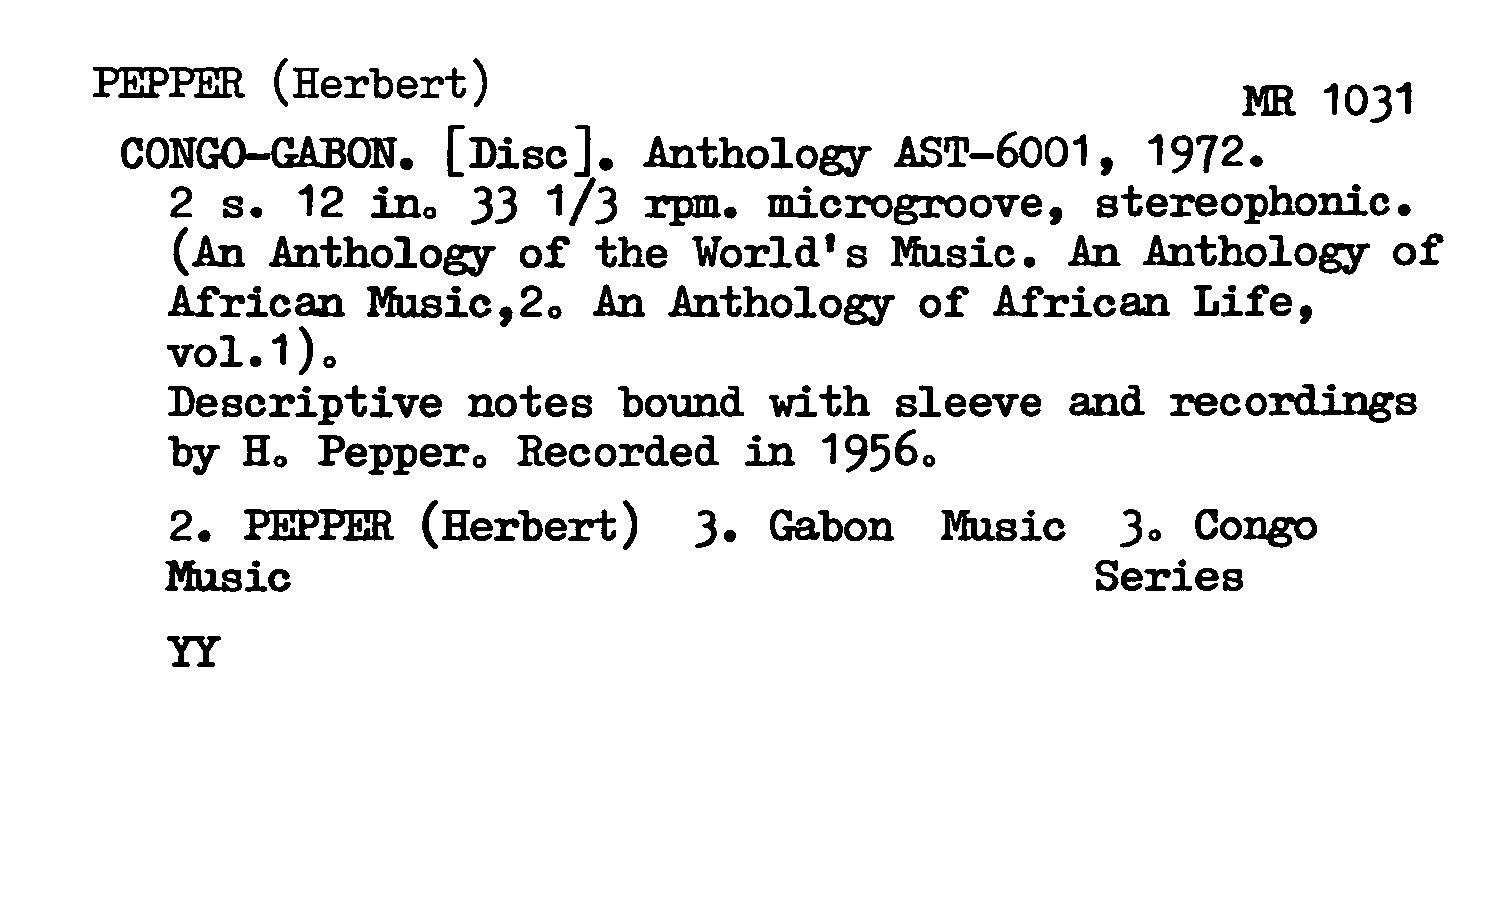 PEPPER (Herbert)
MR 1031
CONGO-GABON. [Disc]. Anthology AST-6001, 1972.
2 s. 12 in. 33 1/3 rpm. microgroove, stereophonic.
(An Anthology of the World's Music. An Anthology of
African Music,2. An Anthology of African Life,
vol.1).
Descriptive notes bound with sleeve and recordings
by H. Pepper. Recorded in 1956.
2. PEPPER (Herbert) 3. Gabon Music 3. Congo
Music Series
YY